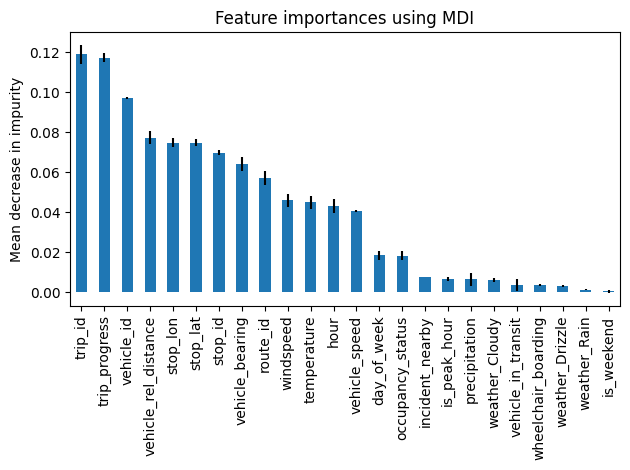 Feature importances using MDI
Mean decrease in impurity
0.12
0.10
0.08
0.06
0.04
0.02
0.00
trip_id
trip_progress
vehicle_id
vehicle_rel_distance
stop_lon
stop_lat
stop_id
vehicle_bearing
route_id
windspeed
temperature
hour
vehicle_speed
day_of_week
occupancy_status
incident_nearby
is_peak_hour
precipitation
weather_Cloudy
vehicle_in_transit
wheelchair_boarding
weather_Drizzle
weather_Rain
is_weekend